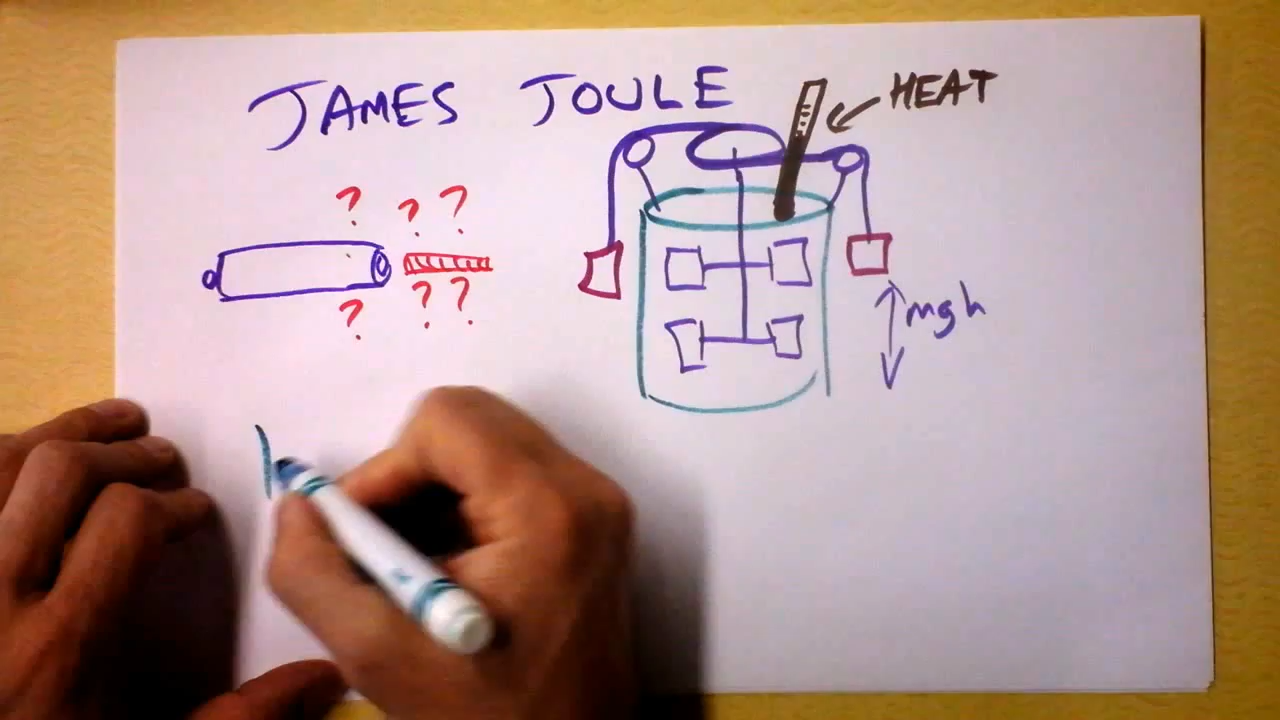 JAMES JOULE
HEAT
? ? ?
? ? ?
mgh